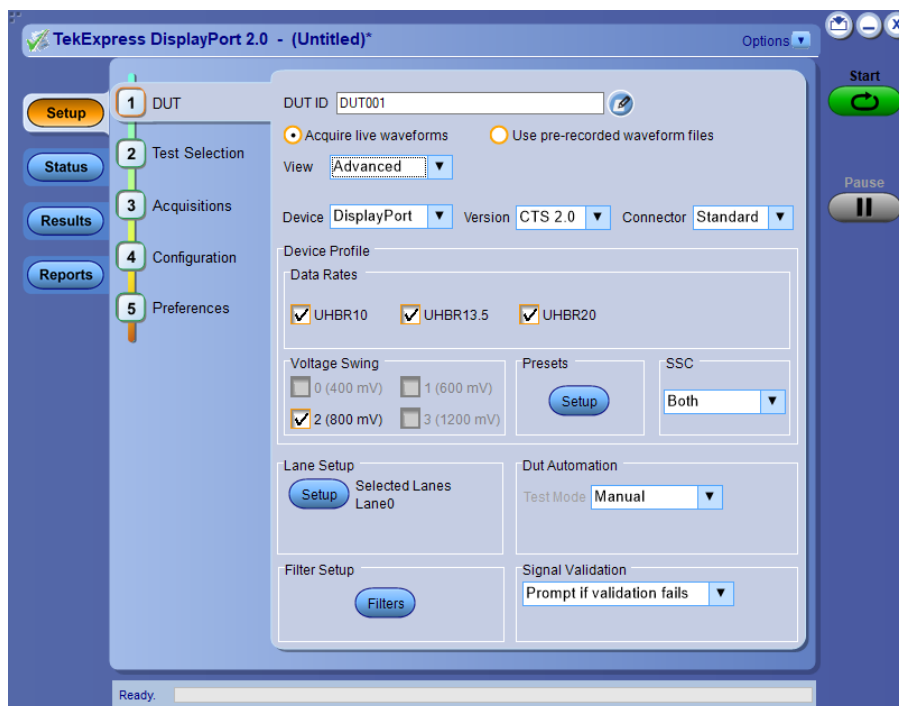 TekExpress DisplayPort 2.0 - (Untitled)*
Options
Start
Pause
Setup
Status
Results
Reports
1 DUT
2 Test Selection
3 Acquisitions
4 Configuration
5 Preferences
DUT ID DUT001
Acquire live waveforms Use pre-recorded waveform files
View Advanced
Device DisplayPort Version CTS 2.0 Connector Standard
Device Profile
Data Rates
UHBR10 UHBR13.5 UHBR20
Voltage Swing
0 (400 mV) 1 (600 mV)
2 (800 mV) 3 (1200 mV)
Presets
Setup
SSC
Both
Lane Setup
Setup Selected Lanes
Lane0
Dut Automation
Test Mode Manual
Filter Setup
Filters
Signal Validation
Prompt if validation fails
Ready.